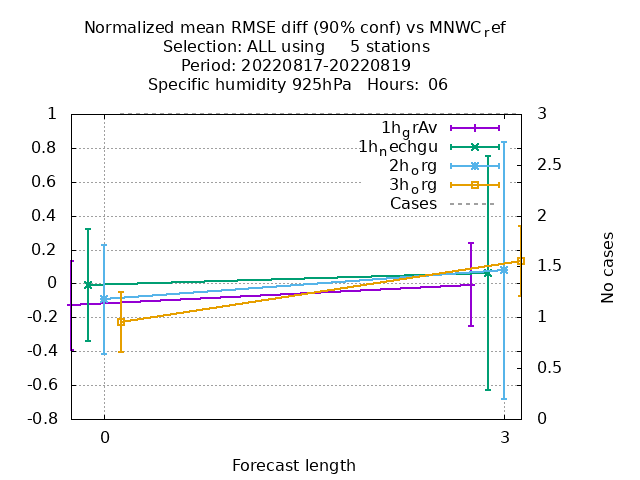 Normalized mean RMSE diff (90% conf) vs MNWC_ref
Selection: ALL using     5 stations
Period: 20220817-20220819
Specific humidity 925hPa   Hours:  06
1
0.8
0.6
0.4
0.2
0
-0.2
-0.4
-0.6
-0.8
3
2.5
2
1.5
1
0.5
0
1h_grAv
1h_nechgu
2h_org
3h_org
Cases
No cases
0
3
Forecast length